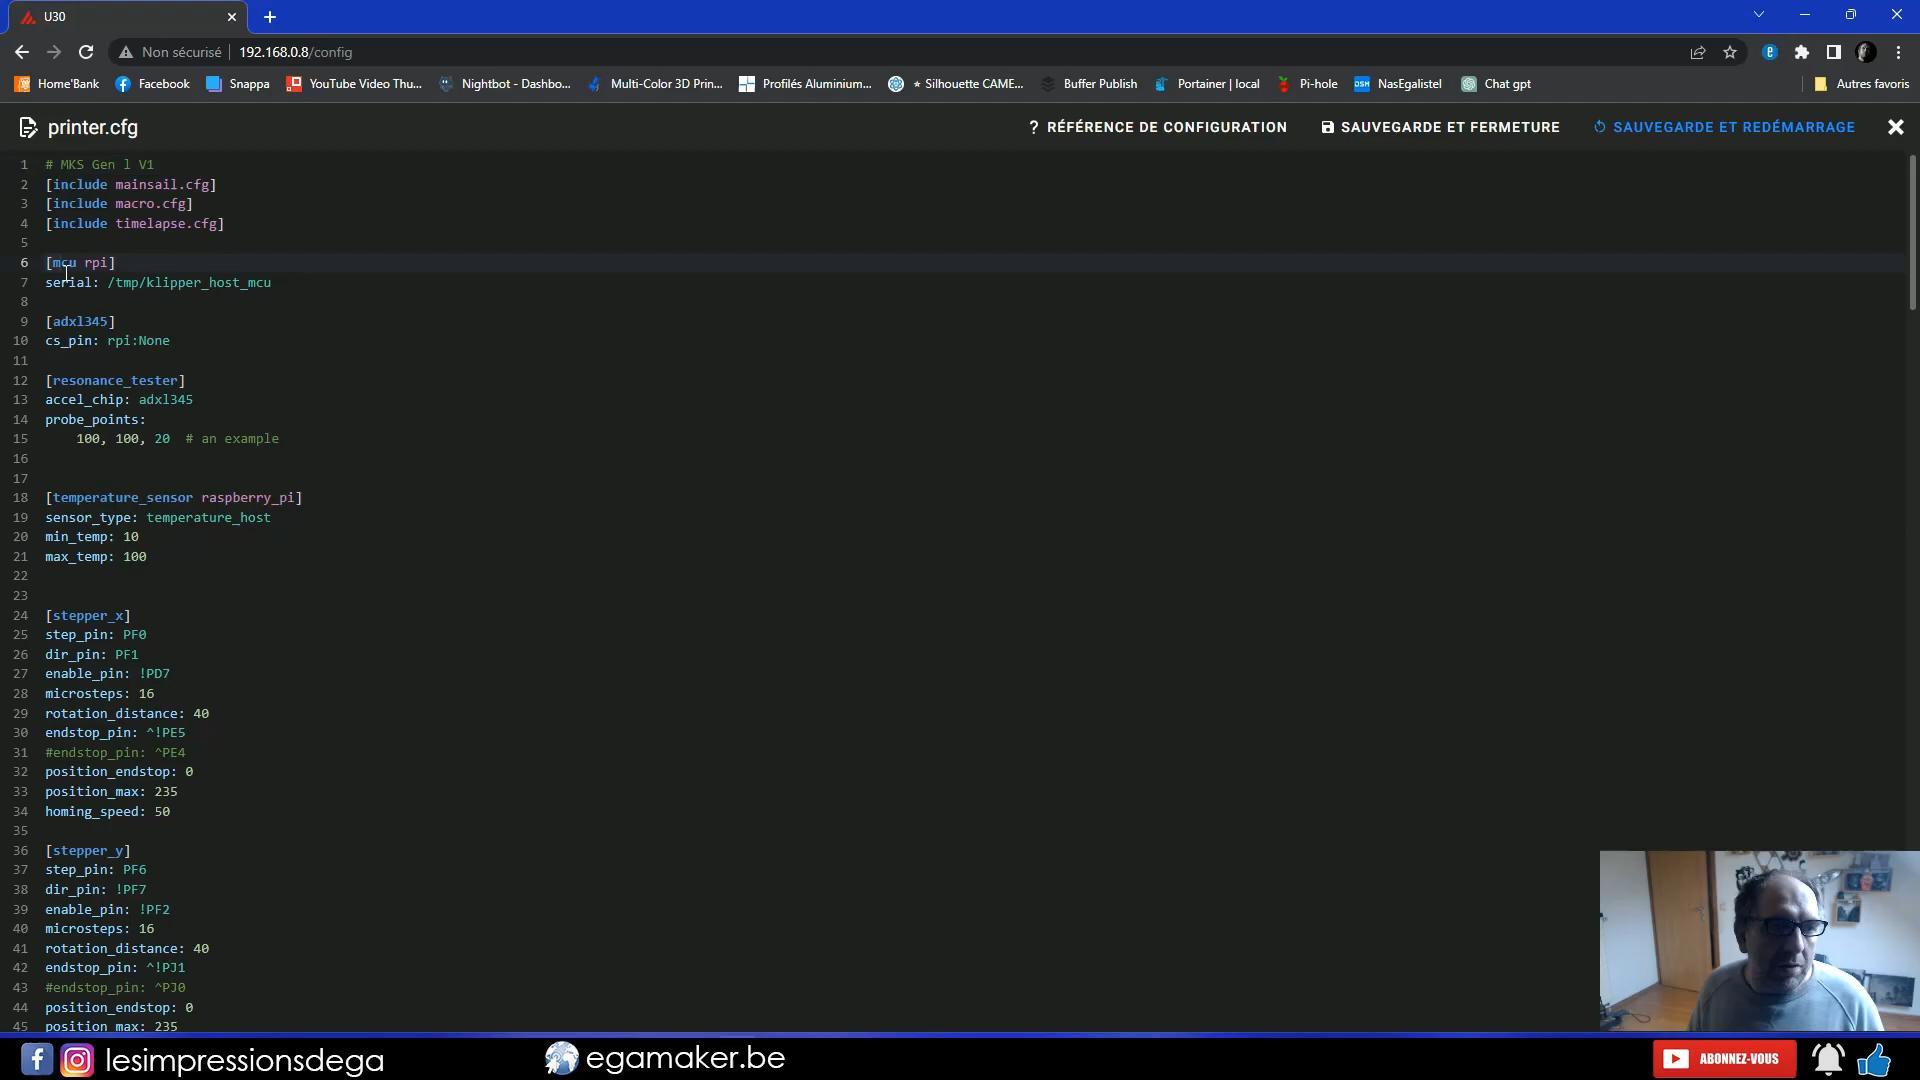 U30
Non sécurisé 192.168.0.8/config
Home'Bank Facebook Snappa YouTube Video Thu... Nightbot - Dashbo... Multi-Color 3D Prin... Profilés Aluminium... ★ Silhouette CAME... Buffer Publish Portainer | local Pi-hole NasEgalistel Chat gpt Autres favoris
printer.cfg ? RÉFÉRENCE DE CONFIGURATION SAUVEGARDE ET FERMETURE SAUVEGARDE ET REDÉMARRAGE
1 # MKS Gen l V1
2 [include mainsail.cfg]
3 [include macro.cfg]
4 [include timelapse.cfg]
5
6 [mcu rpi]
7 serial: /tmp/klipper_host_mcu
8
9 [adxl345]
10 cs_pin: rpi:None
11
12 [resonance_tester]
13 accel_chip: adxl345
14 probe_points:
15 100, 100, 20 # an example
16
17
18 [temperature_sensor raspberry_pi]
19 sensor_type: temperature_host
20 min_temp: 10
21 max_temp: 100
22
23
24 [stepper_x]
25 step_pin: PF0
26 dir_pin: PF1
27 enable_pin: !PD7
28 microsteps: 16
29 rotation_distance: 40
30 endstop_pin: ^!PE5
31 #endstop_pin: ^PE4
32 position_endstop: 0
33 position_max: 235
34 homing_speed: 50
35
36 [stepper_y]
37 step_pin: PF6
38 dir_pin: !PF7
39 enable_pin: !PF2
40 microsteps: 16
41 rotation_distance: 40
42 endstop_pin: ^!PJ1
43 #endstop_pin: ^PJ0
44 position_endstop: 0
45 position_max: 235
lesimpressionsdega egamaker.be ABONNEZ-VOUS